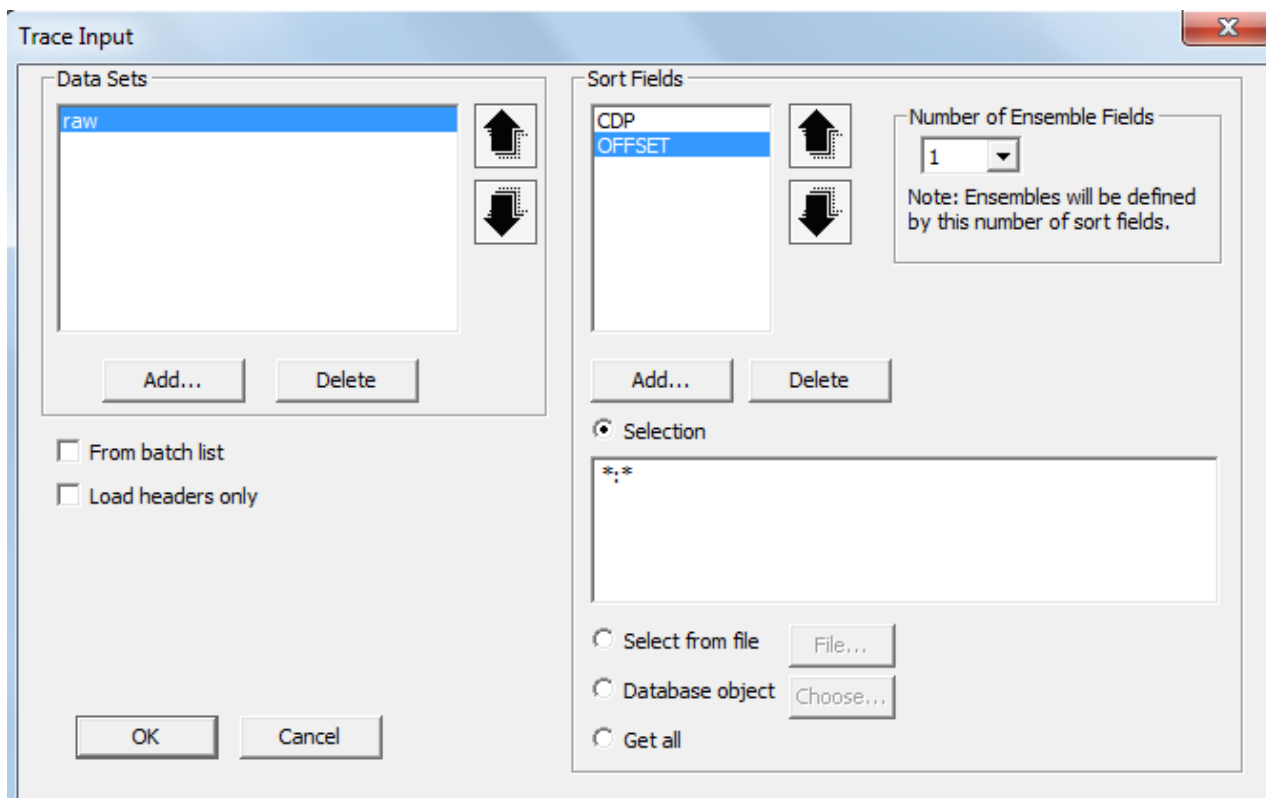 Trace Input
Data Sets
raw
Add...
Delete
From batch list
Load headers only
OK
Cancel
Sort Fields
CDP
OFFSET
Number of Ensemble Fields
1
Note: Ensembles will be defined
by this number of sort fields.
Add...
Delete
Selection
*:*
Select from file
File...
Database object
Choose...
Get all